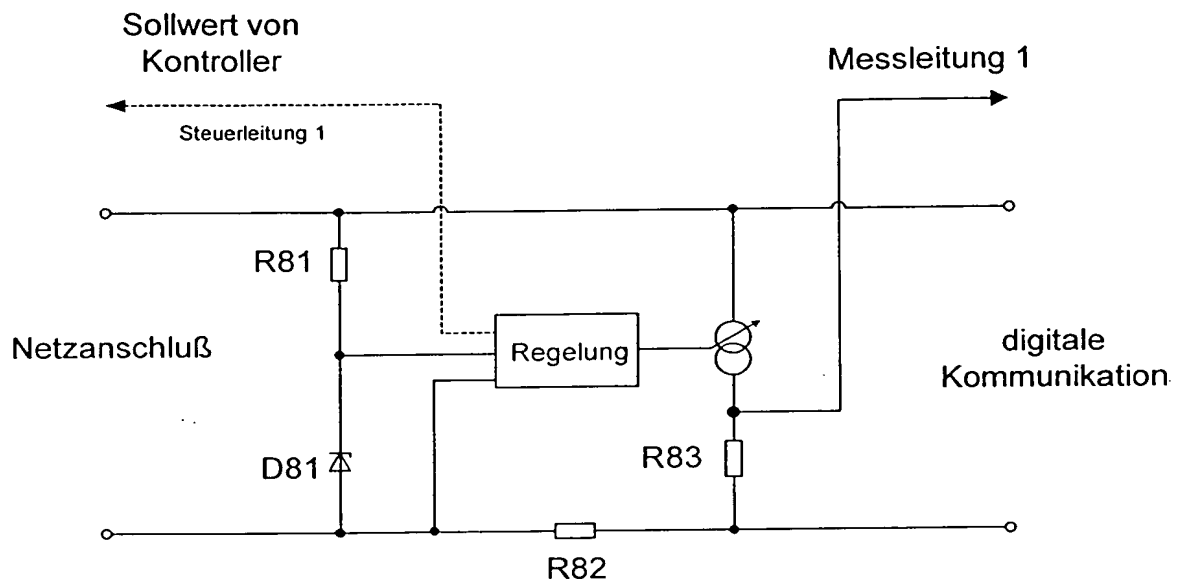 Sollwert von
Kontroller
Messleitung 1
Steuerleitung 1
R81
Netzanschluß
Regelung
digitale
Kommunikation
D81
R83
R82